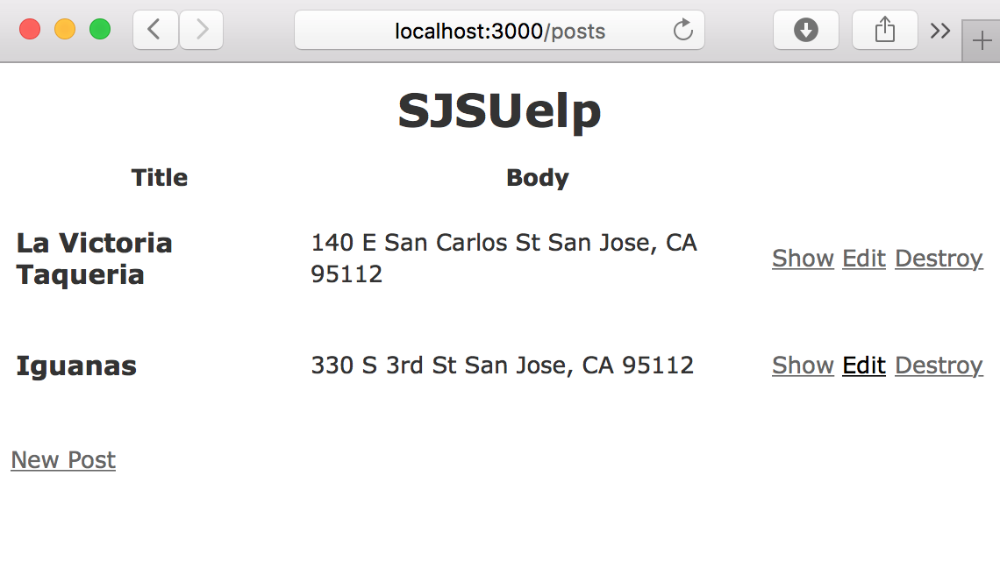 localhost:3000/posts
SJSUelp
Title Body
La Victoria
Taqueria
140 E San Carlos St San Jose, CA
95112
Show Edit Destroy
Iguanas
330 S 3rd St San Jose, CA 95112
Show Edit Destroy
New Post